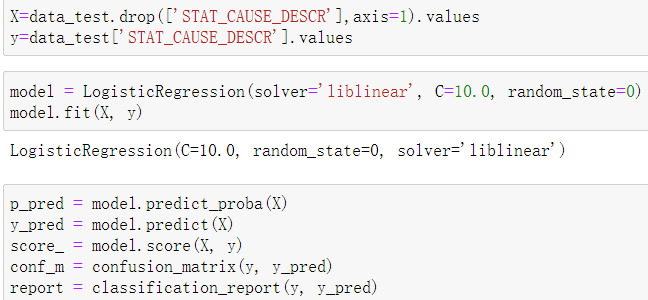 X=data_test.drop(['STAT_CAUSE_DESCR'],axis=1).values
y=data_test['STAT_CAUSE_DESCR'].values
model = LogisticRegression(solver='liblinear', C=10.0, random_state=0)
model.fit(X, y)
LogisticRegression(C=10.0, random_state=0, solver='liblinear')
p_pred = model.predict_proba(X)
y_pred = model.predict(X)
score_ = model.score(X, y)
conf_m = confusion_matrix(y, y_pred)
report = classification_report(y, y_pred)